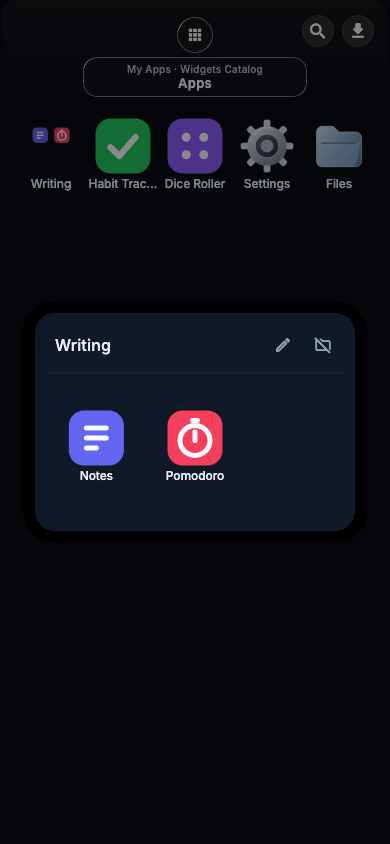 My Apps · Widgets Catalog
Apps
Writing
Habit Trac...
Dice Roller
Settings
Files
Writing
Notes
Pomodoro